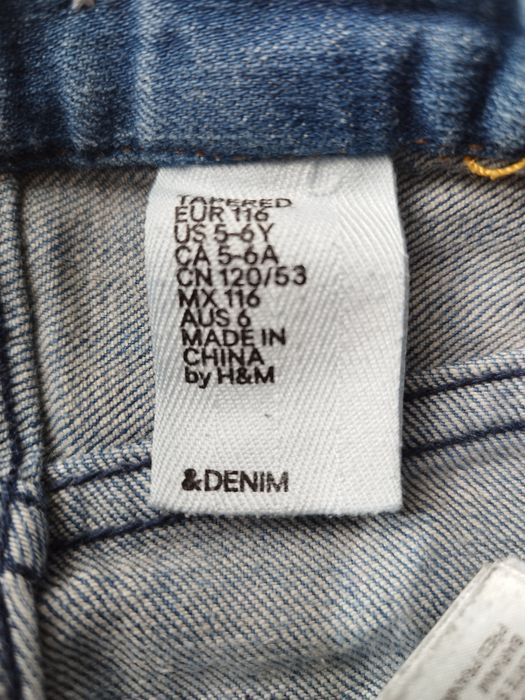 TAPERED
EUR 116
US 5-6Y
CA 5-6A
CN 120/53
MX 116
AUS 6
MADE IN
CHINA
by H&M
&DENIM